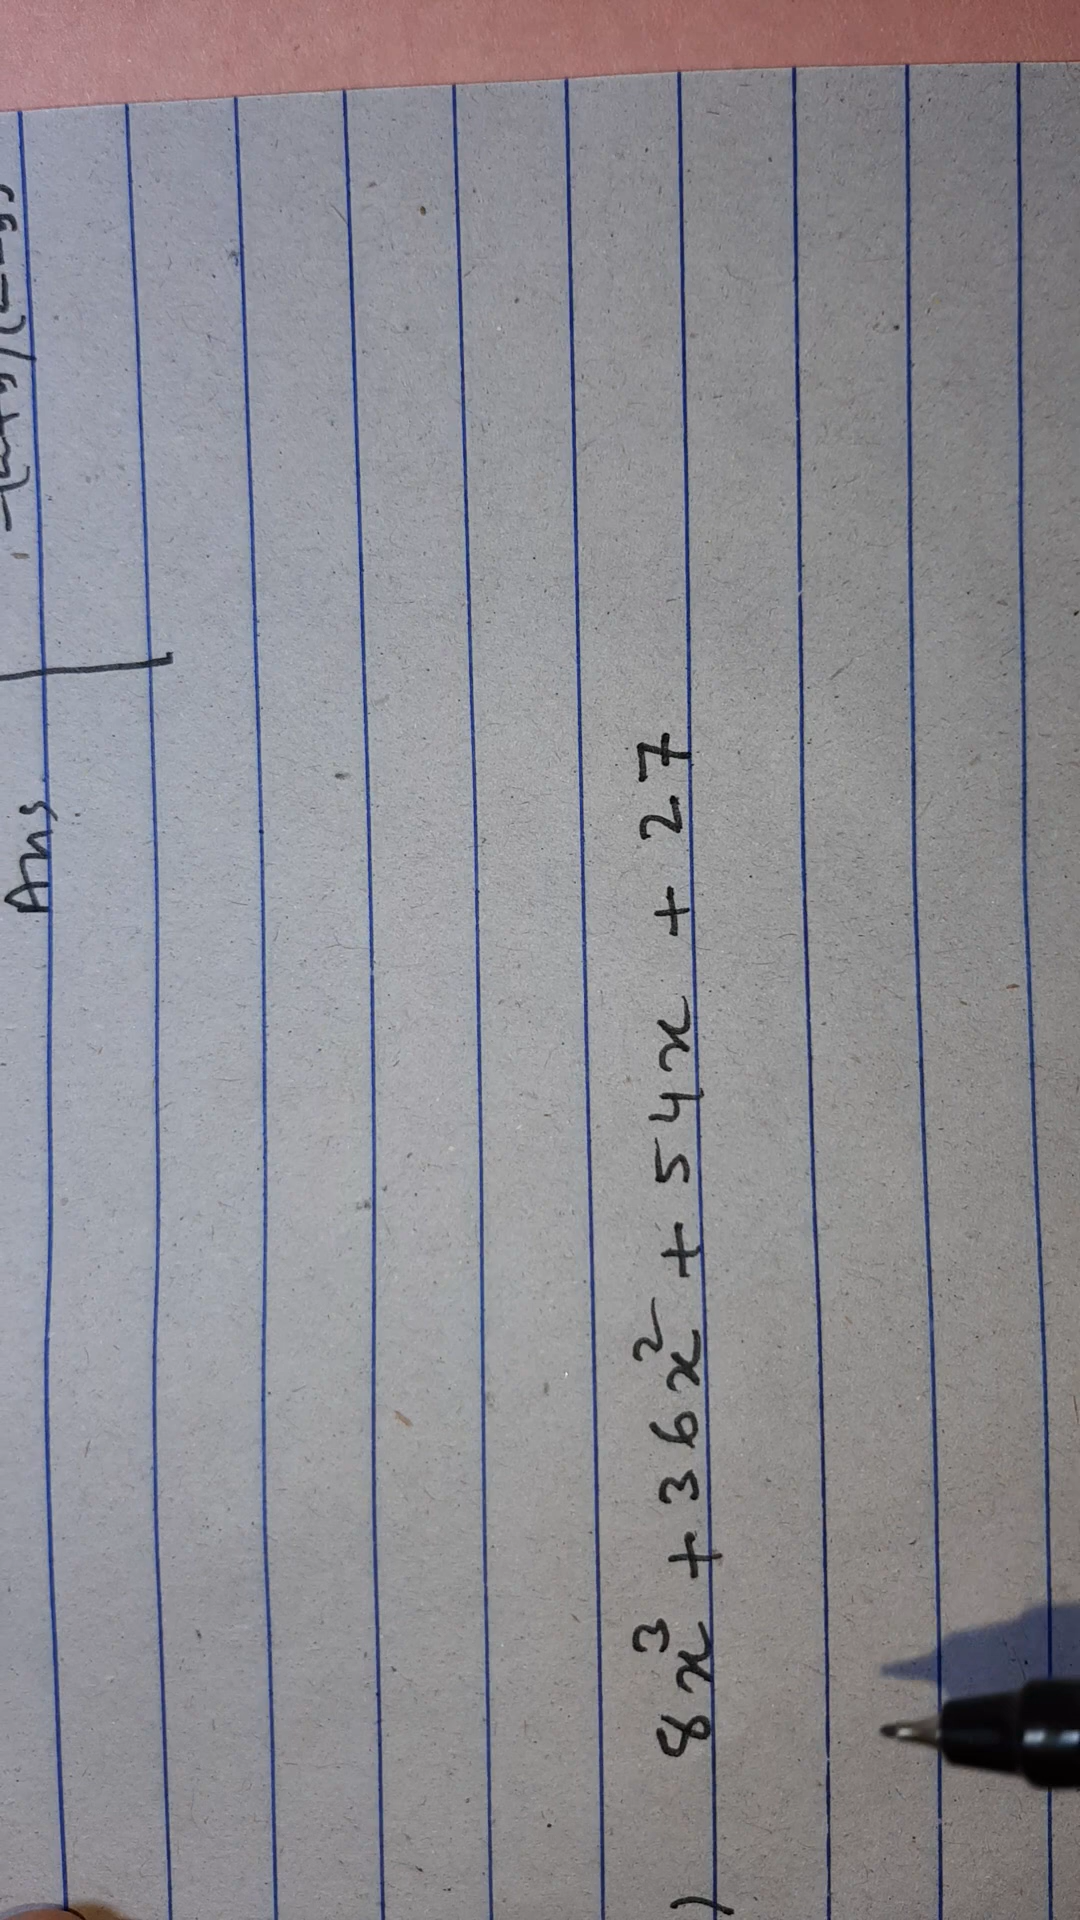 Ans
) 8x³ + 36x² + 54x + 27